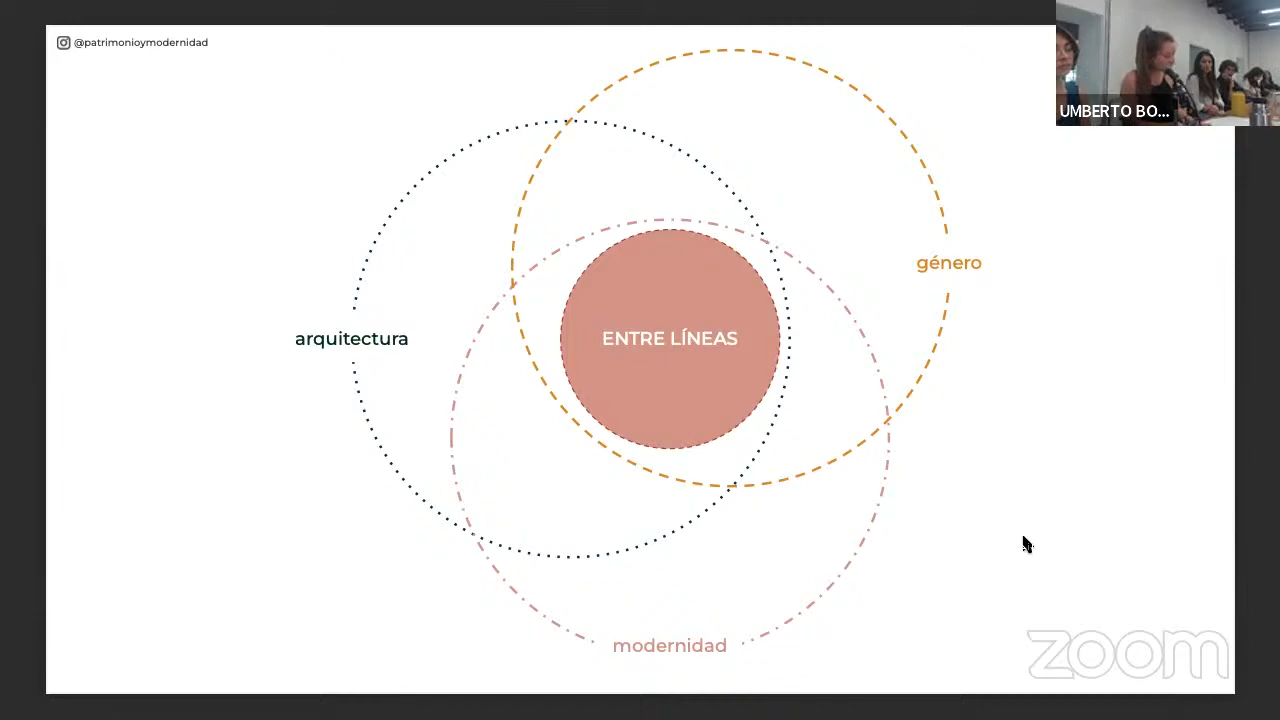 @patrimonioymodernidad
UMBERTO BO...
género
arquitectura
ENTRE LÍNEAS
modernidad
zoom